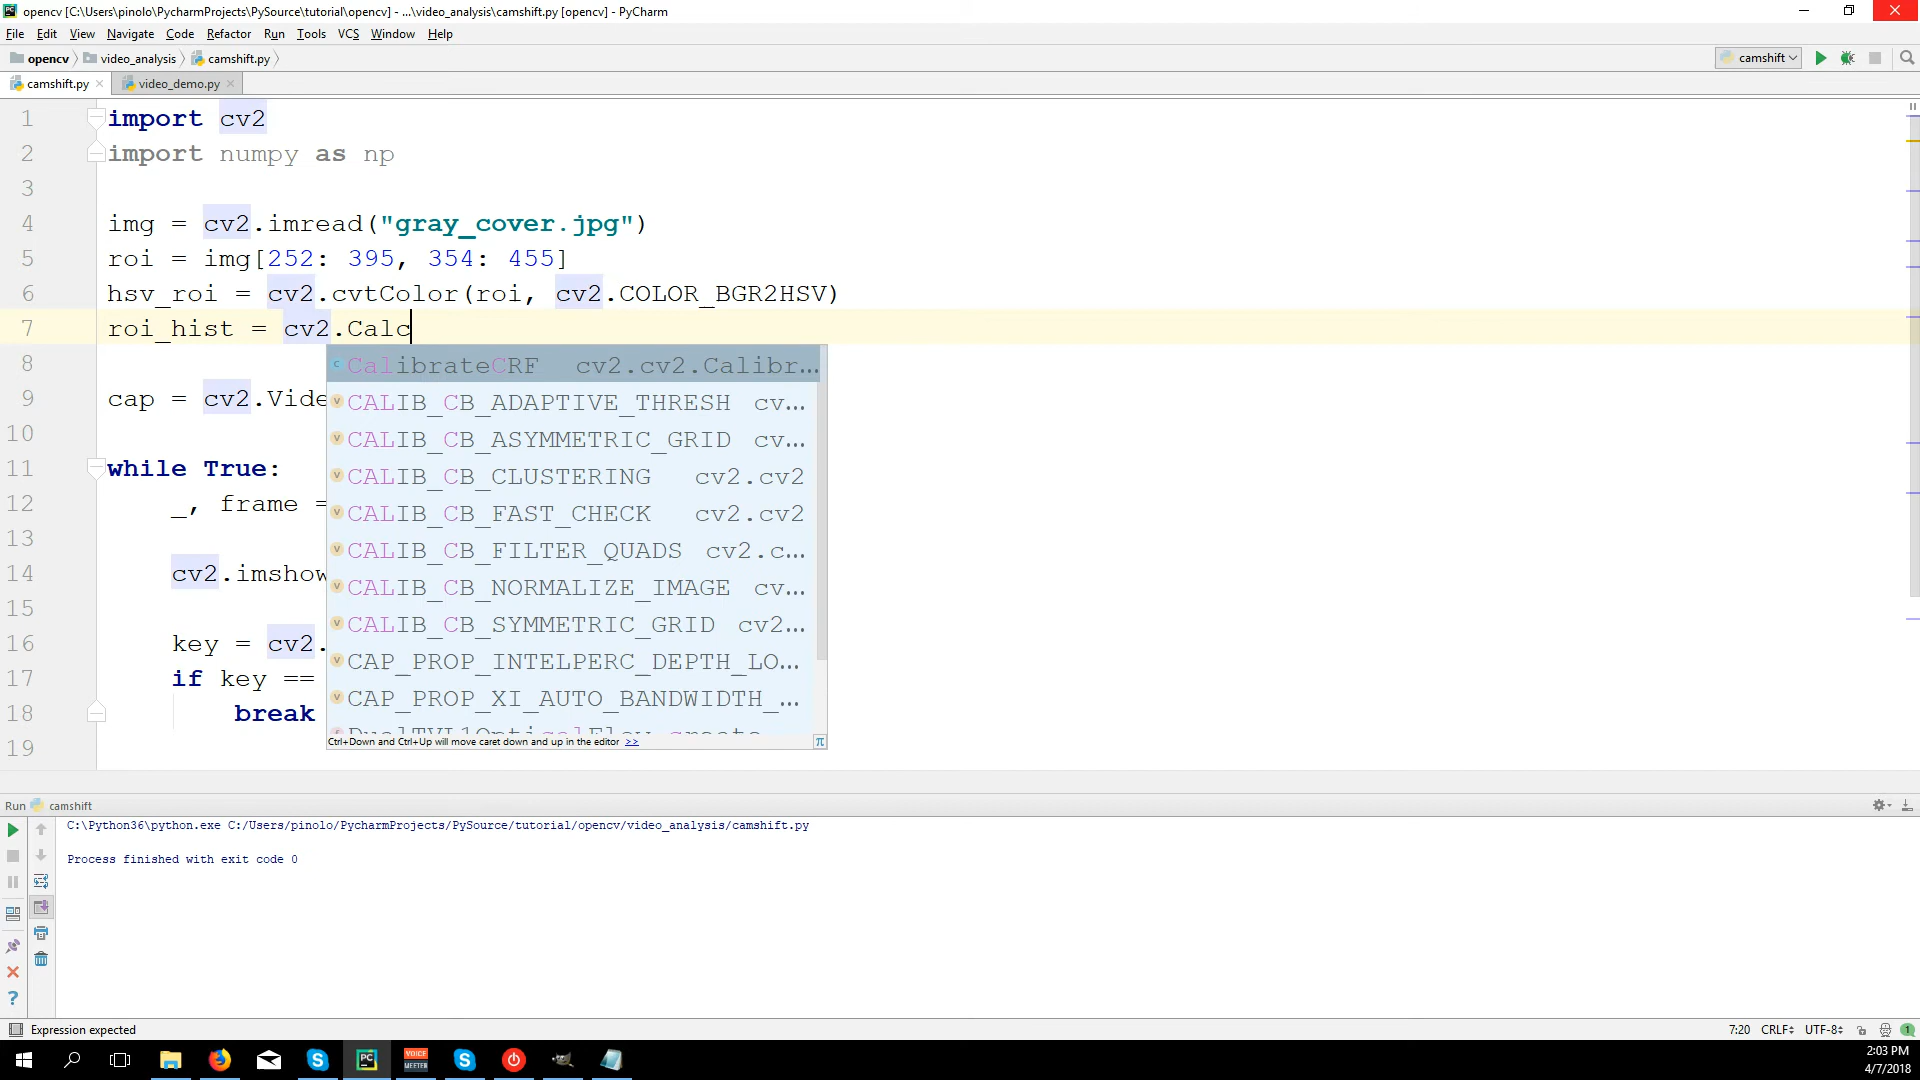 opencv [C:\Users\pinolo\PycharmProjects\PySource\tutorial\opencv] - ...\video_analysis\camshift.py [opencv] - PyCharm
File Edit View Navigate Code Refactor Run Tools VCS Window Help
opencv video_analysis camshift.py camshift
camshift.py video_demo.py
1 import cv2
2 import numpy as np
3
4 img = cv2.imread("gray_cover.jpg")
5 roi = img[252: 395, 354: 455]
6 hsv_roi = cv2.cvtColor(roi, cv2.COLOR_BGR2HSV)
7 roi_hist = cv2.Calc
8 CalibrateCRF cv2.cv2.Calibr...
9 cap = cv2.Vide CALIB_CB_ADAPTIVE_THRESH cv...
10 CALIB_CB_ASYMMETRIC_GRID cv...
11 while True: CALIB_CB_CLUSTERING cv2.cv2
12 _, frame = CALIB_CB_FAST_CHECK cv2.cv2
13 CALIB_CB_FILTER_QUADS cv2.c...
14 cv2.imshow CALIB_CB_NORMALIZE_IMAGE cv...
15 CALIB_CB_SYMMETRIC_GRID cv2...
16 key = cv2. CAP_PROP_INTELPERC_DEPTH_LO...
17 if key == CAP_PROP_XI_AUTO_BANDWIDTH_...
18 break
19 Ctrl+Down and Ctrl+Up will move caret down and up in the editor >> π
Run camshift
C:\Python36\python.exe C:/Users/pinolo/PycharmProjects/PySource/tutorial/opencv/video_analysis/camshift.py
Process finished with exit code 0
Expression expected 7:20 CRLF UTF-8 1
VOICE MEETER
2:03 PM
4/7/2018